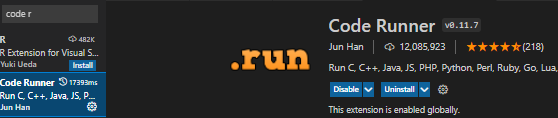 code r
R
482K
R Extension for Visual S...
Yuki Ueda
Install
Code Runner
17393ms
Run C, C++, Java, JS, P...
Jun Han
.run
Code Runner v0.11.7
Jun Han | 12,085,923 | (218)
Run C, C++, Java, JS, PHP, Python, Perl, Ruby, Go, Lua,
Disable Uninstall
This extension is enabled globally.